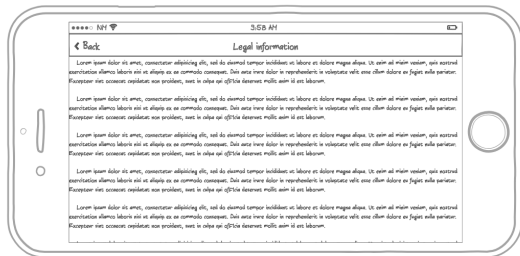 NM 3:58 AM
Back Legal information
Lorem ipsum dolor sit amet, consectetur adipisicing elit, sed do eiusmod tempor incididunt ut labore et dolore magna aliqua. Ut enim ad minim veniam, quis nostrud
exercitation ullamco laboris nisi ut aliquip ex ea commodo consequat. Duis aute irure dolor in reprehenderit in voluptate velit esse cillum dolore eu fugiat nulla pariatur.
Excepteur sint occaecat cupidatat non proident, sunt in culpa qui officia deserunt mollit anim id est laborum.
Lorem ipsum dolor sit amet, consectetur adipisicing elit, sed do eiusmod tempor incididunt ut labore et dolore magna aliqua. Ut enim ad minim veniam, quis nostrud
exercitation ullamco laboris nisi ut aliquip ex ea commodo consequat. Duis aute irure dolor in reprehenderit in voluptate velit esse cillum dolore eu fugiat nulla pariatur.
Excepteur sint occaecat cupidatat non proident, sunt in culpa qui officia deserunt mollit anim id est laborum.
Lorem ipsum dolor sit amet, consectetur adipisicing elit, sed do eiusmod tempor incididunt ut labore et dolore magna aliqua. Ut enim ad minim veniam, quis nostrud
exercitation ullamco laboris nisi ut aliquip ex ea commodo consequat. Duis aute irure dolor in reprehenderit in voluptate velit esse cillum dolore eu fugiat nulla pariatur.
Excepteur sint occaecat cupidatat non proident, sunt in culpa qui officia deserunt mollit anim id est laborum.
Lorem ipsum dolor sit amet, consectetur adipisicing elit, sed do eiusmod tempor incididunt ut labore et dolore magna aliqua. Ut enim ad minim veniam, quis nostrud
exercitation ullamco laboris nisi ut aliquip ex ea commodo consequat. Duis aute irure dolor in reprehenderit in voluptate velit esse cillum dolore eu fugiat nulla pariatur.
Excepteur sint occaecat cupidatat non proident, sunt in culpa qui officia deserunt mollit anim id est laborum.
Lorem ipsum dolor sit amet, consectetur adipisicing elit, sed do eiusmod tempor incididunt ut labore et dolore magna aliqua. Ut enim ad minim veniam, quis nostrud
exercitation ullamco laboris nisi ut aliquip ex ea commodo consequat. Duis aute irure dolor in reprehenderit in voluptate velit esse cillum dolore eu fugiat nulla pariatur.
Excepteur sint occaecat cupidatat non proident, sunt in culpa qui officia deserunt mollit anim id est laborum.